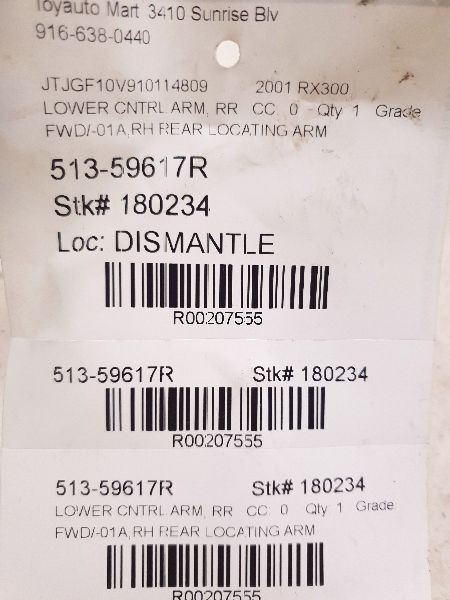 Toyauto Mart 3410 Sunrise Blv
916-638-0440
JTJGF10V910114809 2001 RX300
LOWER CNTRL ARM, RR CC: 0 Qty 1 Grade
FWD/-01A,RH REAR LOCATING ARM
513-59617R
Stk# 180234
Loc: DISMANTLE
R00207555
513-59617R Stk# 180234
R00207555
513-59617R Stk# 180234
LOWER CNTRL ARM, RR CC: 0 Qty 1 Grade
FWD/-01A,RH REAR LOCATING ARM
R00207555